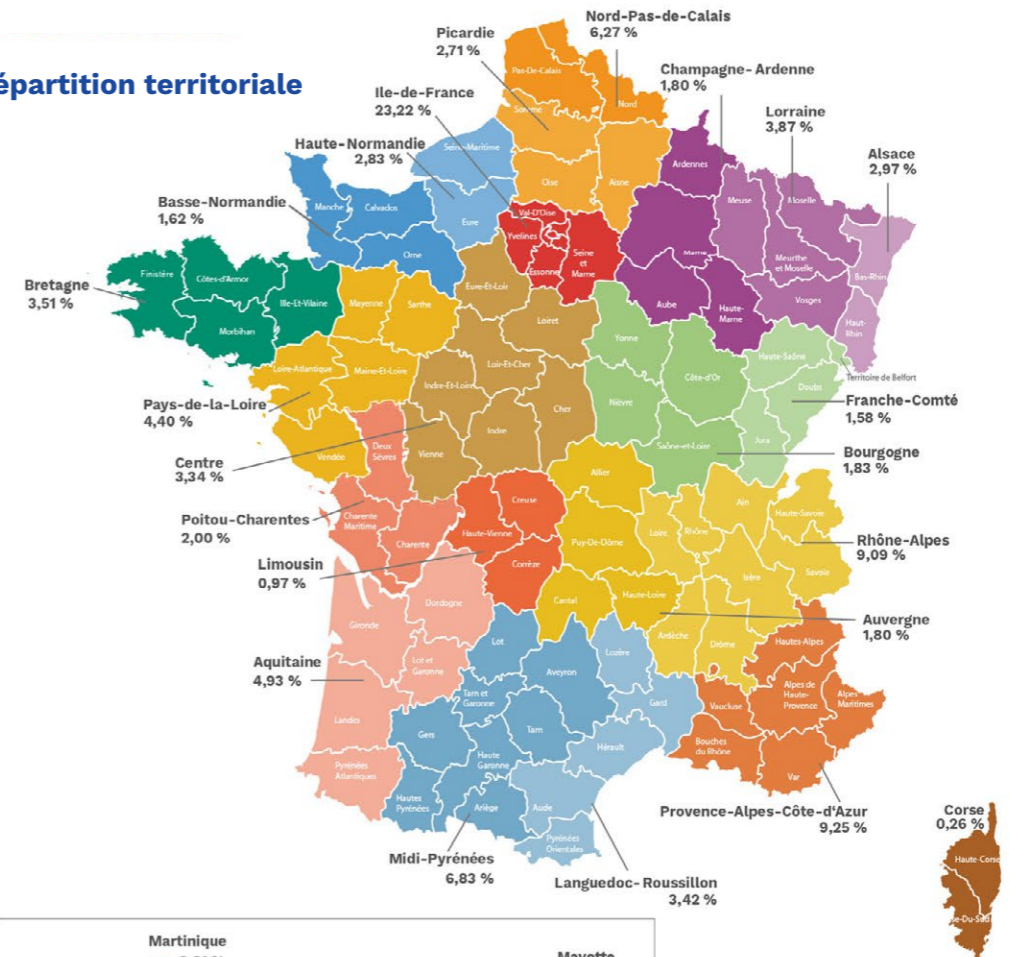 épartition territoriale
Nord-Pas-de-Calais
6,27 %
Picardie
2,71 %
Champagne- Ardenne
1,80 %
Ile-de-France
23,22 %
Lorraine
3,87 %
Haute-Normandie
2,83 %
Alsace
2,97 %
Basse-Normandie
1,62 %
Bretagne
3,51 %
Pays-de-la-Loire
4,40 %
Franche-Comté
1,58 %
Centre
3,34 %
Bourgogne
1,83 %
Poitou-Charentes
2,00 %
Rhône-Alpes
9,09 %
Limousin
0,97 %
Auvergne
1,80 %
Aquitaine
4,93 %
Provence-Alpes-Côte-d'Azur
9,25 %
Corse
0,26 %
Midi-Pyrénées
6,83 %
Languedoc- Roussillon
3,42 %
Pas-De-Calais
Nord
Somme
Oise
Aisne
Seine-Maritime
Eure
Manche
Calvados
Orne
Val-D'Oise
Yvelines
Essonne
Seine
et
Marne
Ardennes
Marne
Aube
Haute-
Marne
Meuse
Moselle
Meurthe
et Moselle
Vosges
Bas-Rhin
Haut-
Rhin
Territoire de Belfort
Finistère
Côtes-d'Armor
Ille-Et-Vilaine
Morbihan
Mayenne
Sarthe
Loire-Atlantique
Maine-Et-Loire
Vendée
Eure-Et-Loir
Loiret
Loir-Et-Cher
Indre-Et-Loire
Cher
Indre
Vienne
Yonne
Côte-d'Or
Nièvre
Saône-et-Loire
Haute-Saône
Doubs
Jura
Deux
Sèvres
Charente
Maritime
Charente
Creuse
Haute-Vienne
Corrèze
Allier
Puy-De-Dôme
Cantal
Haute-Loire
Ain
Haute-Savoie
Loire
Rhône
Isère
Savoie
Ardèche
Drôme
Dordogne
Gironde
Lot et
Garonne
Landes
Pyrénées
Atlantiques
Lot
Aveyron
Tarn et
Garonne
Gers
Tarn
Haute
Garonne
Hautes
Pyrénées
Ariège
Lozère
Gard
Hérault
Aude
Pyrénées
Orientales
Hautes-Alpes
Alpes de
Haute-
Provence
Alpes
Maritimes
Vaucluse
Bouches
du Rhône
Var
Haute-Corse
se-Du-Sud
Martinique
Mayotte